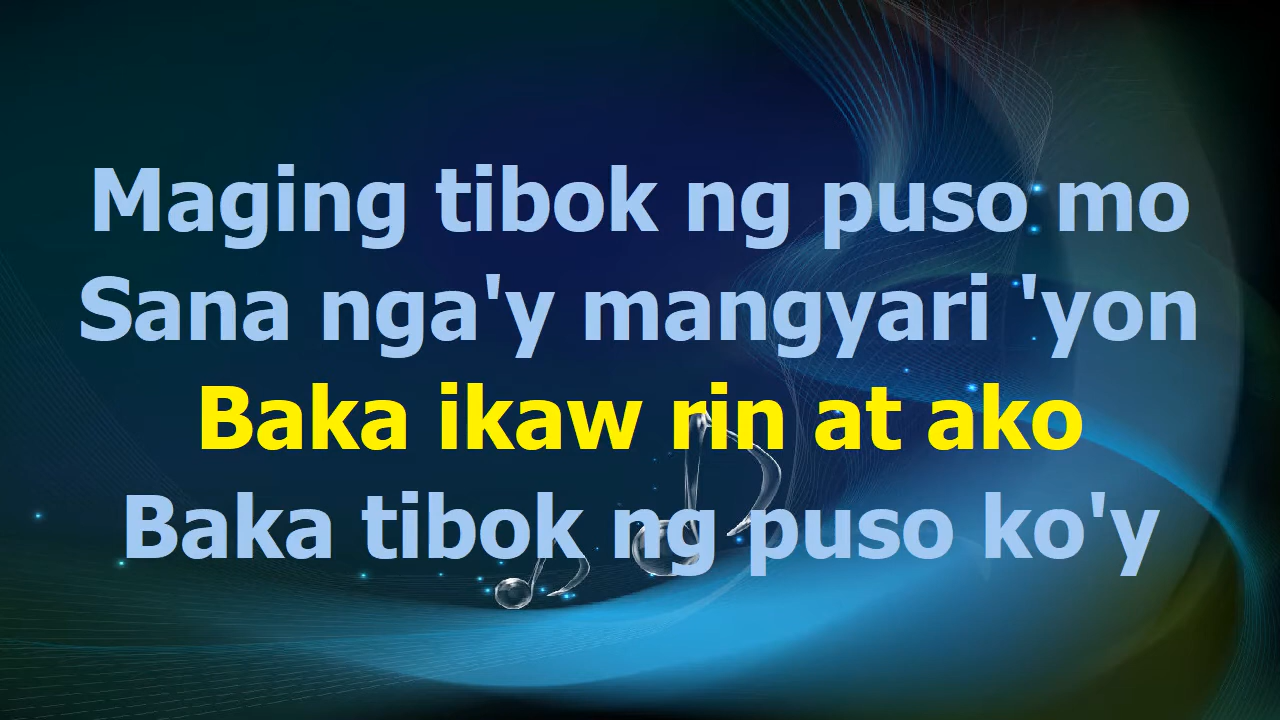 Maging tibok ng puso mo
Sana nga'y mangyari 'yon
Baka ikaw rin at ako
Baka tibok ng puso ko'y